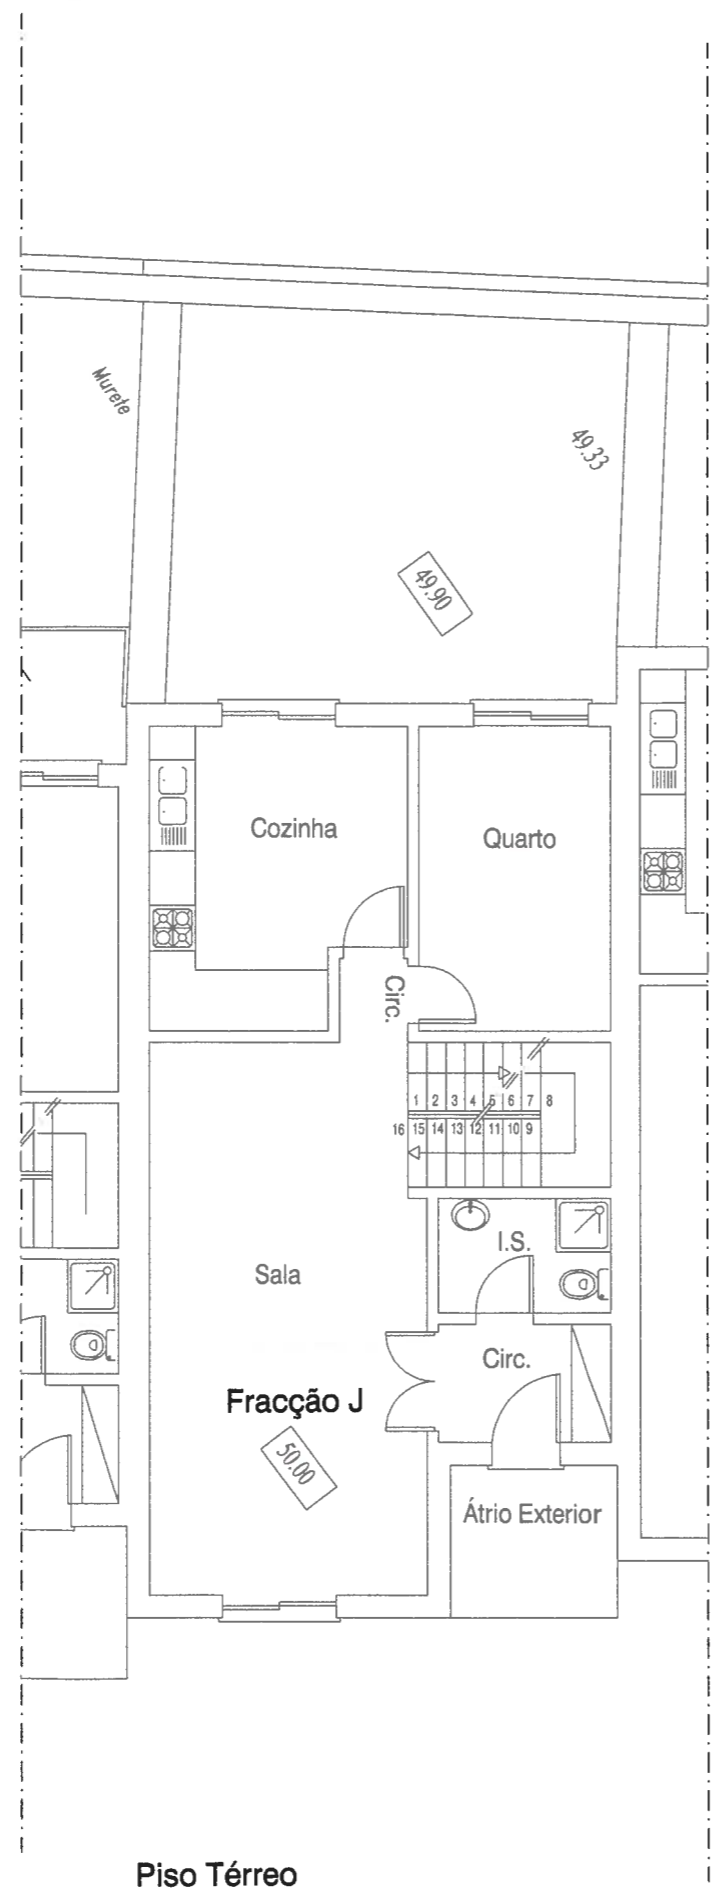 Murete
49.33
49.90
Cozinha
Quarto
Circ.
1 2 3 4 5 6 7 8
16 15 14 13 12 11 10 9
I.S.
Sala
Circ.
Fracção J
50.00
Átrio Exterior
Piso Térreo